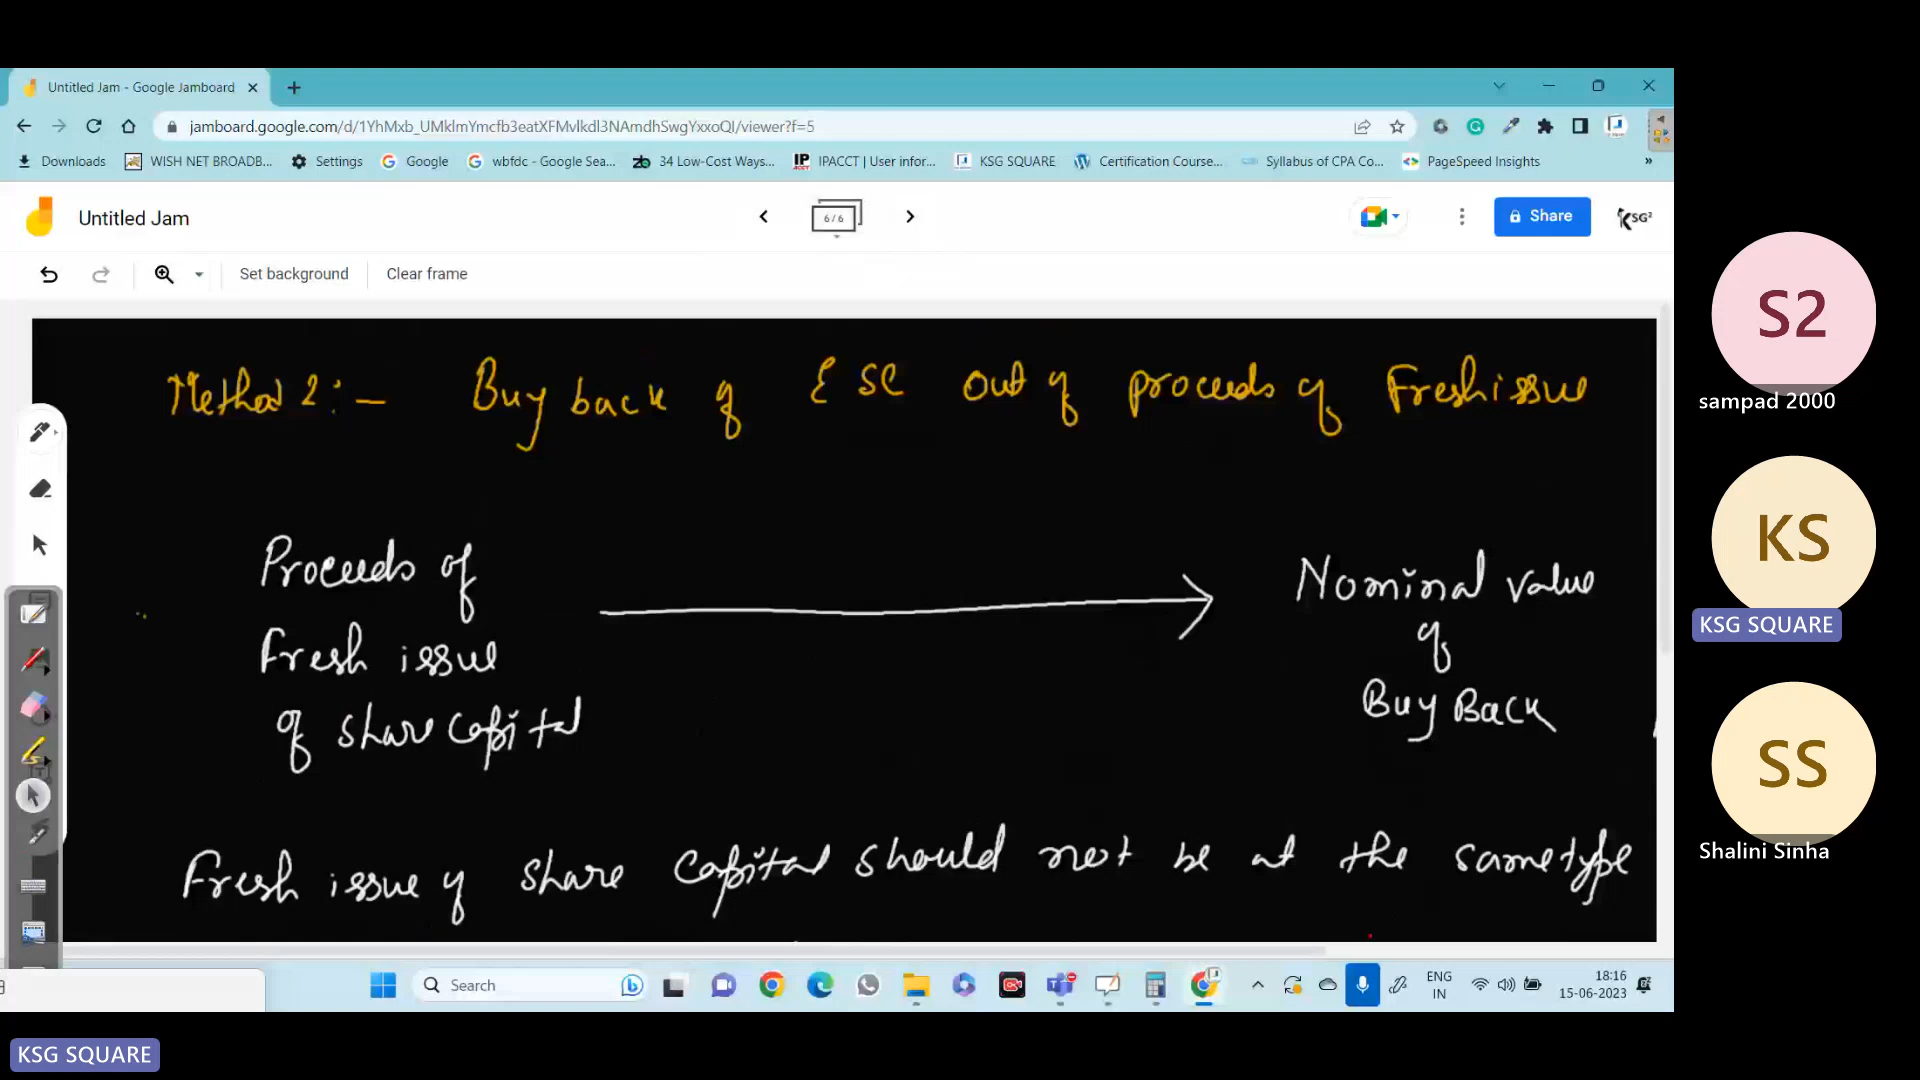 Untitled Jam - Google Jamboard
jamboard.google.com/d/1YhMxb_UMklmYmcfb3eatXFMvlkdl3NAmdhSwgYxxoQI/viewer?f=5
Downloads WISH NET BROADB... Settings Google wbfdc - Google Sea... 34 Low-Cost Ways... IPACCT | User infor... KSG SQUARE Certification Course... Syllabus of CPA Co... PageSpeed Insights »
Untitled Jam 6 / 6 Share KSG²
Set background Clear frame
Method 2:- Buy back of ESC out of proceeds of Fresh issue
Proceeds of
Fresh issue
of share capital
Nominal value
of
Buy Back
Fresh issue of share capital should not be at the same type
S2
sampad 2000
KS
KSG SQUARE
SS
Shalini Sinha
Search ENG
IN
18:16
15-06-2023
KSG SQUARE